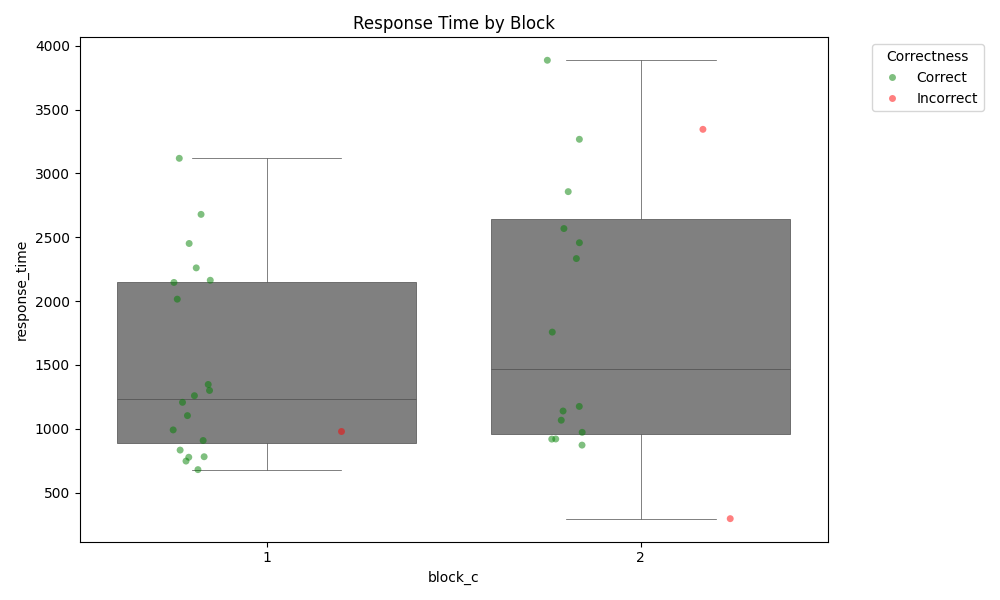 Response Time by Block
Correctness
Correct
Incorrect
response_time
4000
3500
3000
2500
2000
1500
1000
500
1
2
block_c